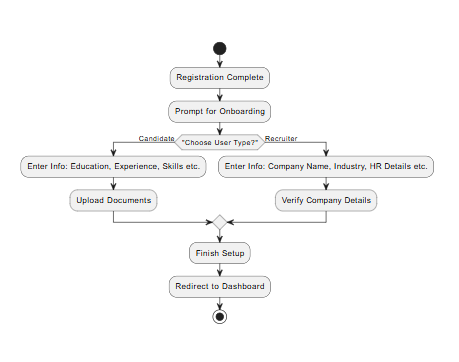 Registration Complete
Prompt for Onboarding
Candidate
"Choose User Type?"
Recruiter
Enter Info: Education, Experience, Skills etc.
Enter Info: Company Name, Industry, HR Details etc.
Upload Documents
Verify Company Details
Finish Setup
Redirect to Dashboard